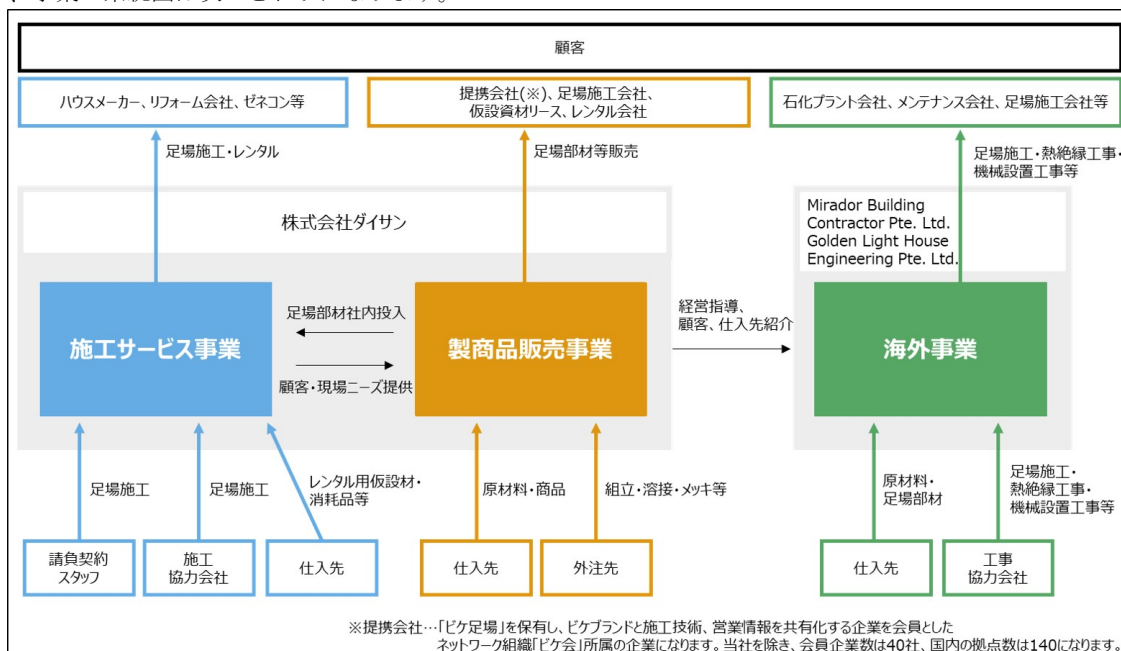 顧客
ハウスメーカー、リフォーム会社、ゼネコン等
提携会社(※)、足場施工会社、
仮設資材リース、レンタル会社
石化プラント会社、メンテナンス会社、足場施工会社等
足場施工・レンタル
足場部材等販売
足場施工・熱絶縁工事・
機械設置工事等
株式会社ダイサン
Mirador Building
Contractor Pte. Ltd.
Golden Light House
Engineering Pte. Ltd.
施工サービス事業
足場部材社内投入
顧客・現場ニーズ提供
製商品販売事業
経営指導、
顧客、仕入先紹介
海外事業
足場施工
足場施工
レンタル用仮設材・
消耗品等
原材料・商品
組立・溶接・メッキ等
原材料・
足場部材
足場施工・
熱絶縁工事・
機械設置工事等
請負契約
スタッフ
施工
協力会社
仕入先
仕入先
外注先
仕入先
工事
協力会社
※提携会社…「ビケ足場」を保有し、ビケブランドと施工技術、営業情報を共有化する企業を会員とした
ネットワーク組織「ビケ会」所属の企業になります。当社を除き、会員企業数は40社、国内の拠点数は140になります。